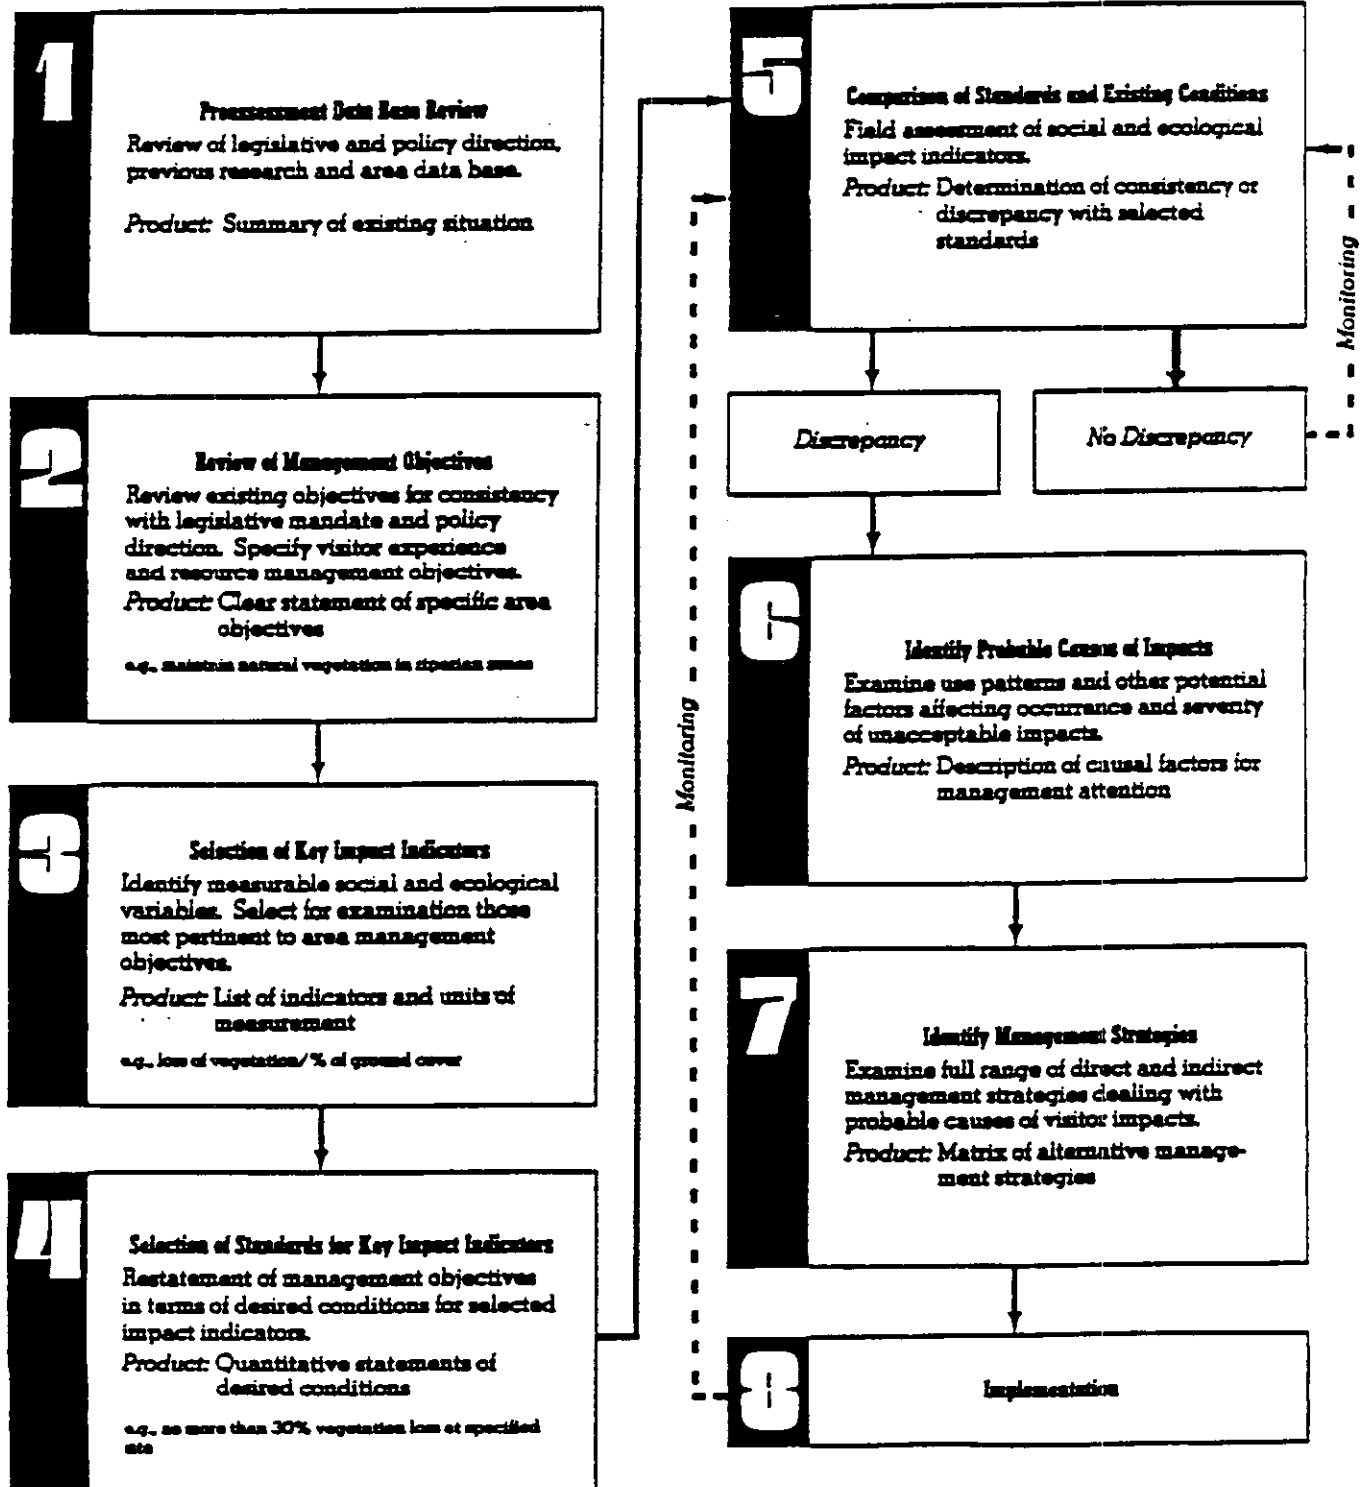 1
Preassessment Data Base Review
Review of legislative and policy direction,
previous research and area data base.
Product: Summary of existing situation
2
Review of Management Objectives
Review existing objectives for consistency
with legislative mandate and policy
direction. Specify visitor experience
and resource management objectives.
Product: Clear statement of specific area
objectives
e.g., maintain natural vegetation in riparian zones
3
Selection of Key Impact Indicators
Identify measurable social and ecological
variables. Select for examination those
most pertinent to area management
objectives.
Product: List of indicators and units of
measurement
e.g., loss of vegetation/% of ground cover
4
Selection of Standards for Key Impact Indicators
Restatement of management objectives
in terms of desired conditions for selected
impact indicators.
Product: Quantitative statements of
desired conditions
e.g., no more than 30% vegetation loss at specified
site
5
Comparison of Standards and Existing Conditions
Field assessment of social and ecological
impact indicators.
Product: Determination of consistency or
discrepancy with selected
standards
Monitoring
Discrepancy
No Discrepancy
6
Identify Probable Causes of Impacts
Examine use patterns and other potential
factors affecting occurrance and severity
of unacceptable impacts.
Product: Description of causal factors for
management attention
Monitoring
7
Identify Management Strategies
Examine full range of direct and indirect
management strategies dealing with
probable causes of visitor impacts.
Product: Matrix of alternative manage-
ment strategies
8
Implementation